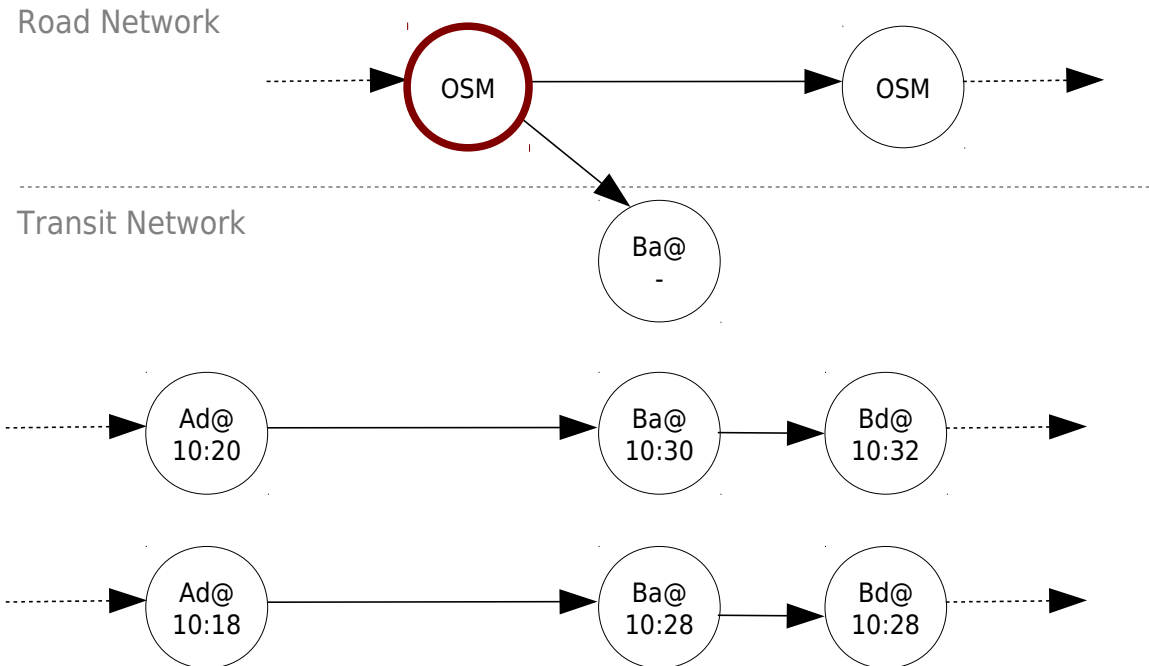 Road Network
OSM
OSM
Transit Network
Ba@
-
Ad@
10:20
Ba@
10:30
Bd@
10:32
Ad@
10:18
Ba@
10:28
Bd@
10:28